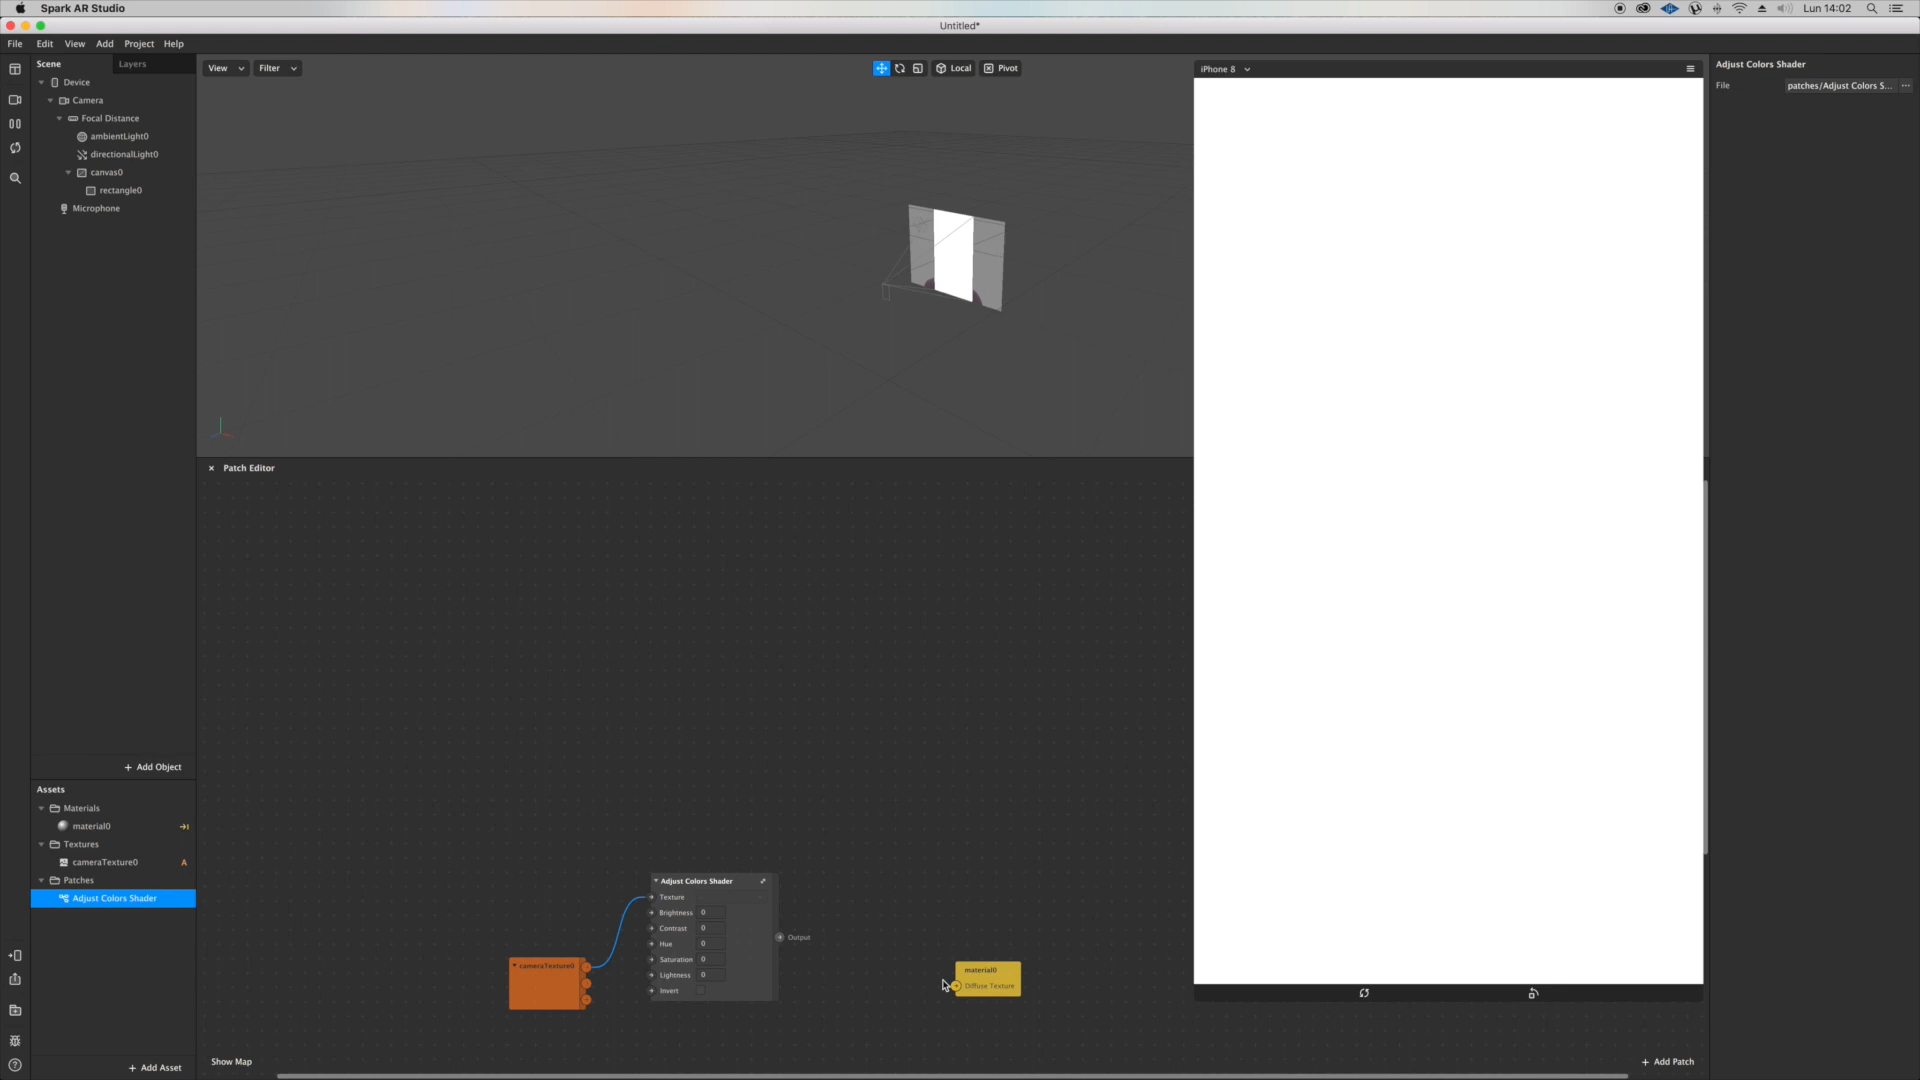 Spark AR Studio
Lun 14:02
Untitled*
File Edit View Add Project Help
Scene
Layers
Device
Camera
Focal Distance
ambientLight0
directionalLight0
canvas0
rectangle0
Microphone
+ Add Object
Assets
Materials
material0
Textures
cameraTexture0 A
Patches
Adjust Colors Shader
+ Add Asset
View
Filter
Local
Pivot
× Patch Editor
cameraTexture0
Adjust Colors Shader
Texture
Brightness 0
Contrast 0
Hue 0
Saturation 0
Lightness 0
Invert
Output
material0
Diffuse Texture
Show Map
+ Add Patch
iPhone 8
Adjust Colors Shader
File patches/Adjust Colors S... ...